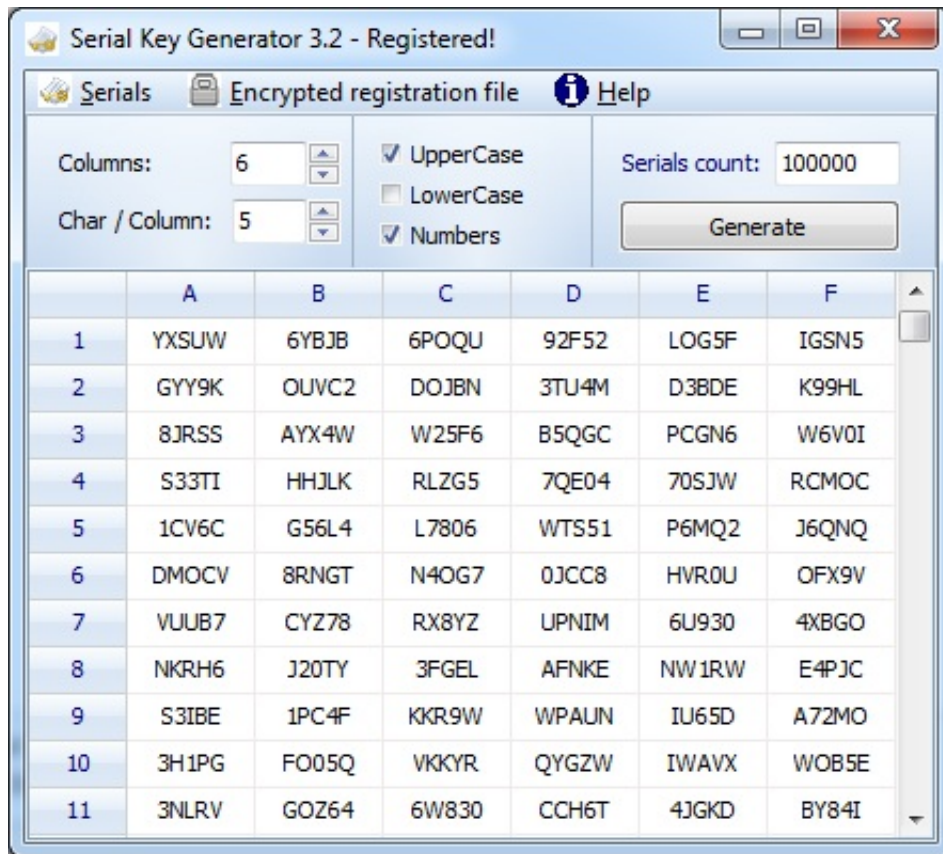 Serial Key Generator 3.2 - Registered!
Serials Encrypted registration file Help
Columns: 6 UpperCase Serials count: 100000
LowerCase
Char / Column: 5 Numbers Generate
A B C D E F
1 YXSUW 6YBJB 6POQU 92F52 LOG5F IGSN5
2 GYY9K OUVC2 DOJBN 3TU4M D3BDE K99HL
3 8JRSS AYX4W W25F6 B5QGC PCGN6 W6V0I
4 S33TI HHJLK RLZG5 7QE04 70SJW RCMOC
5 1CV6C G56L4 L7806 WTS51 P6MQ2 J6QNQ
6 DMOCV 8RNGT N4OG7 0JCC8 HVR0U OFX9V
7 VUUB7 CYZ78 RX8YZ UPNIM 6U930 4XBGO
8 NKRH6 J20TY 3FGEL AFNKE NW1RW E4PJC
9 S3IBE 1PC4F KKR9W WPAUN IU65D A72MO
10 3H1PG FO05Q VKKYR QYGZW IWAVX WOB5E
11 3NLRV GOZ64 6W830 CCH6T 4JGKD BY84I